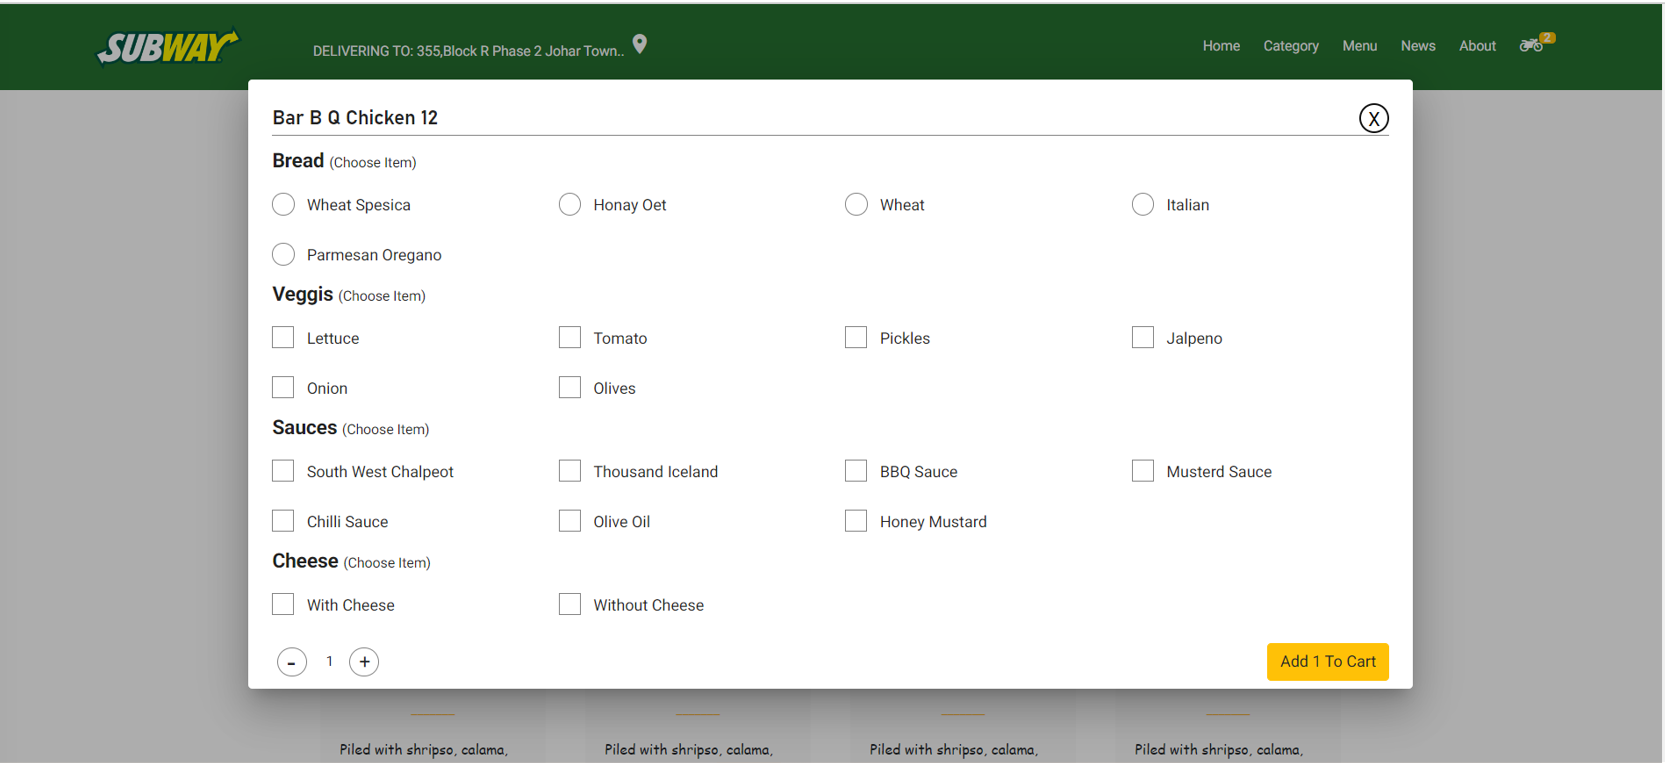 SUBWAY
DELIVERING TO: 355,Block R Phase 2 Johar Town..
Home Category Menu News About 2
Bar B Q Chicken 12 X
Bread (Choose Item)
Wheat Spesica Honay Oet Wheat Italian
Parmesan Oregano
Veggis (Choose Item)
Lettuce Tomato Pickles Jalpeno
Onion Olives
Sauces (Choose Item)
South West Chalpeot Thousand Iceland BBQ Sauce Musterd Sauce
Chilli Sauce Olive Oil Honey Mustard
Cheese (Choose Item)
With Cheese Without Cheese
- 1 + Add 1 To Cart
Piled with shripso, calama, Piled with shripso, calama, Piled with shripso, calama, Piled with shripso, calama,